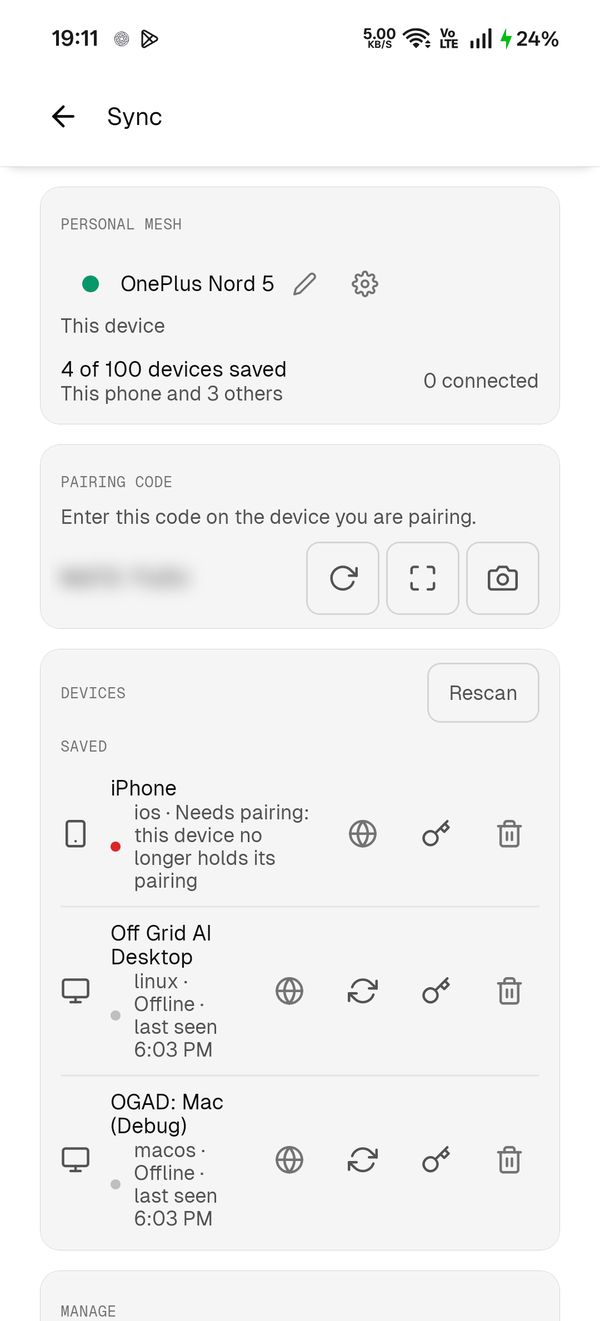 19:11
5.00 KB/S
Vo LTE
24%
Sync
PERSONAL MESH
OnePlus Nord 5
This device
4 of 100 devices saved
This phone and 3 others
0 connected
PAIRING CODE
Enter this code on the device you are pairing.
DEVICES
Rescan
SAVED
iPhone
ios · Needs pairing:
this device no
longer holds its
pairing
Off Grid AI
Desktop
linux ·
Offline ·
last seen
6:03 PM
OGAD: Mac
(Debug)
macos ·
Offline ·
last seen
6:03 PM
MANAGE